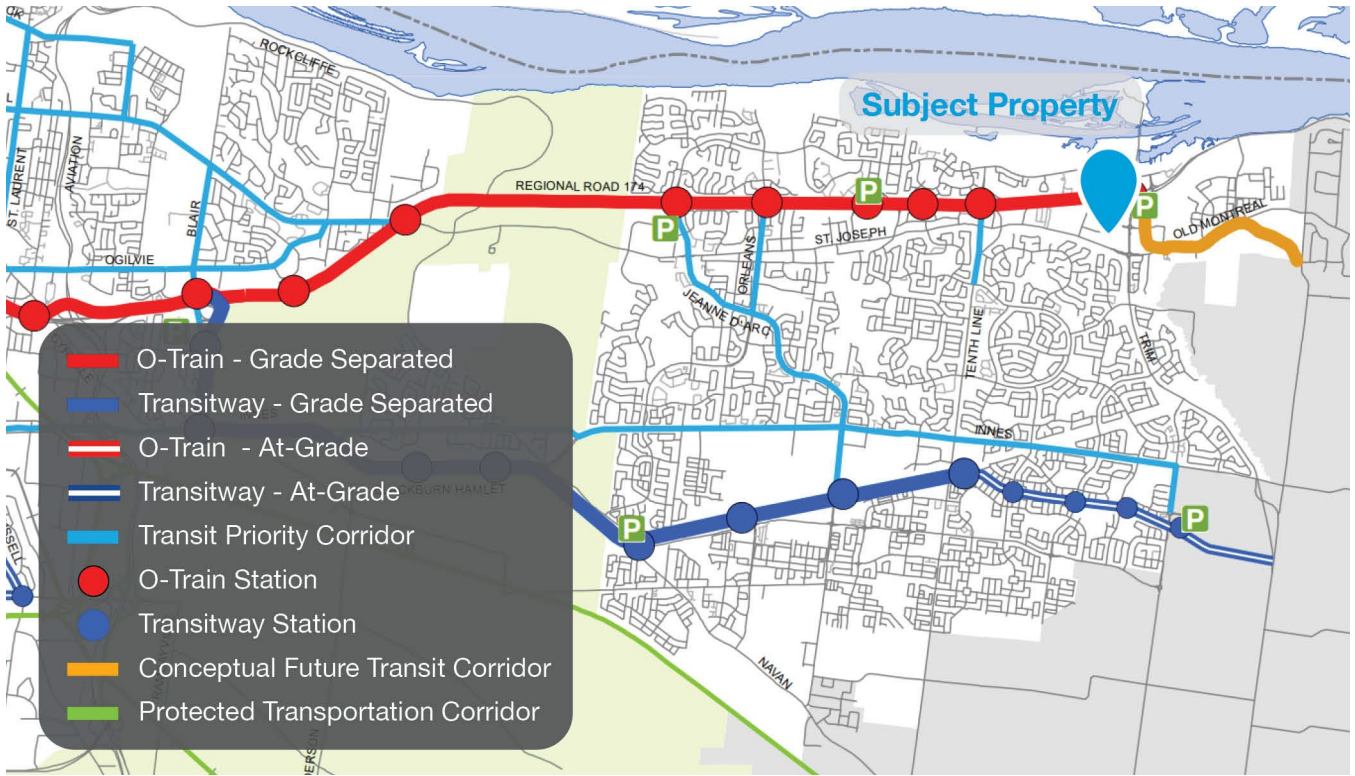 ROCKCLIFFE
Subject Property
ST. LAURENT
AVIATION
BLAIR
REGIONAL ROAD 174
P
P
P
OLD MONTREAL
ST. JOSEPH
ORLEANS
OGILVIE
JEANNE D'ARC
TENTH LINE
TRIM
O-Train - Grade Separated
Transitway - Grade Separated
INNES
INNES
O-Train - At-Grade
Transitway - At-Grade
P
P
Transit Priority Corridor
O-Train Station
Transitway Station
NAVAN
Conceptual Future Transit Corridor
Protected Transportation Corridor